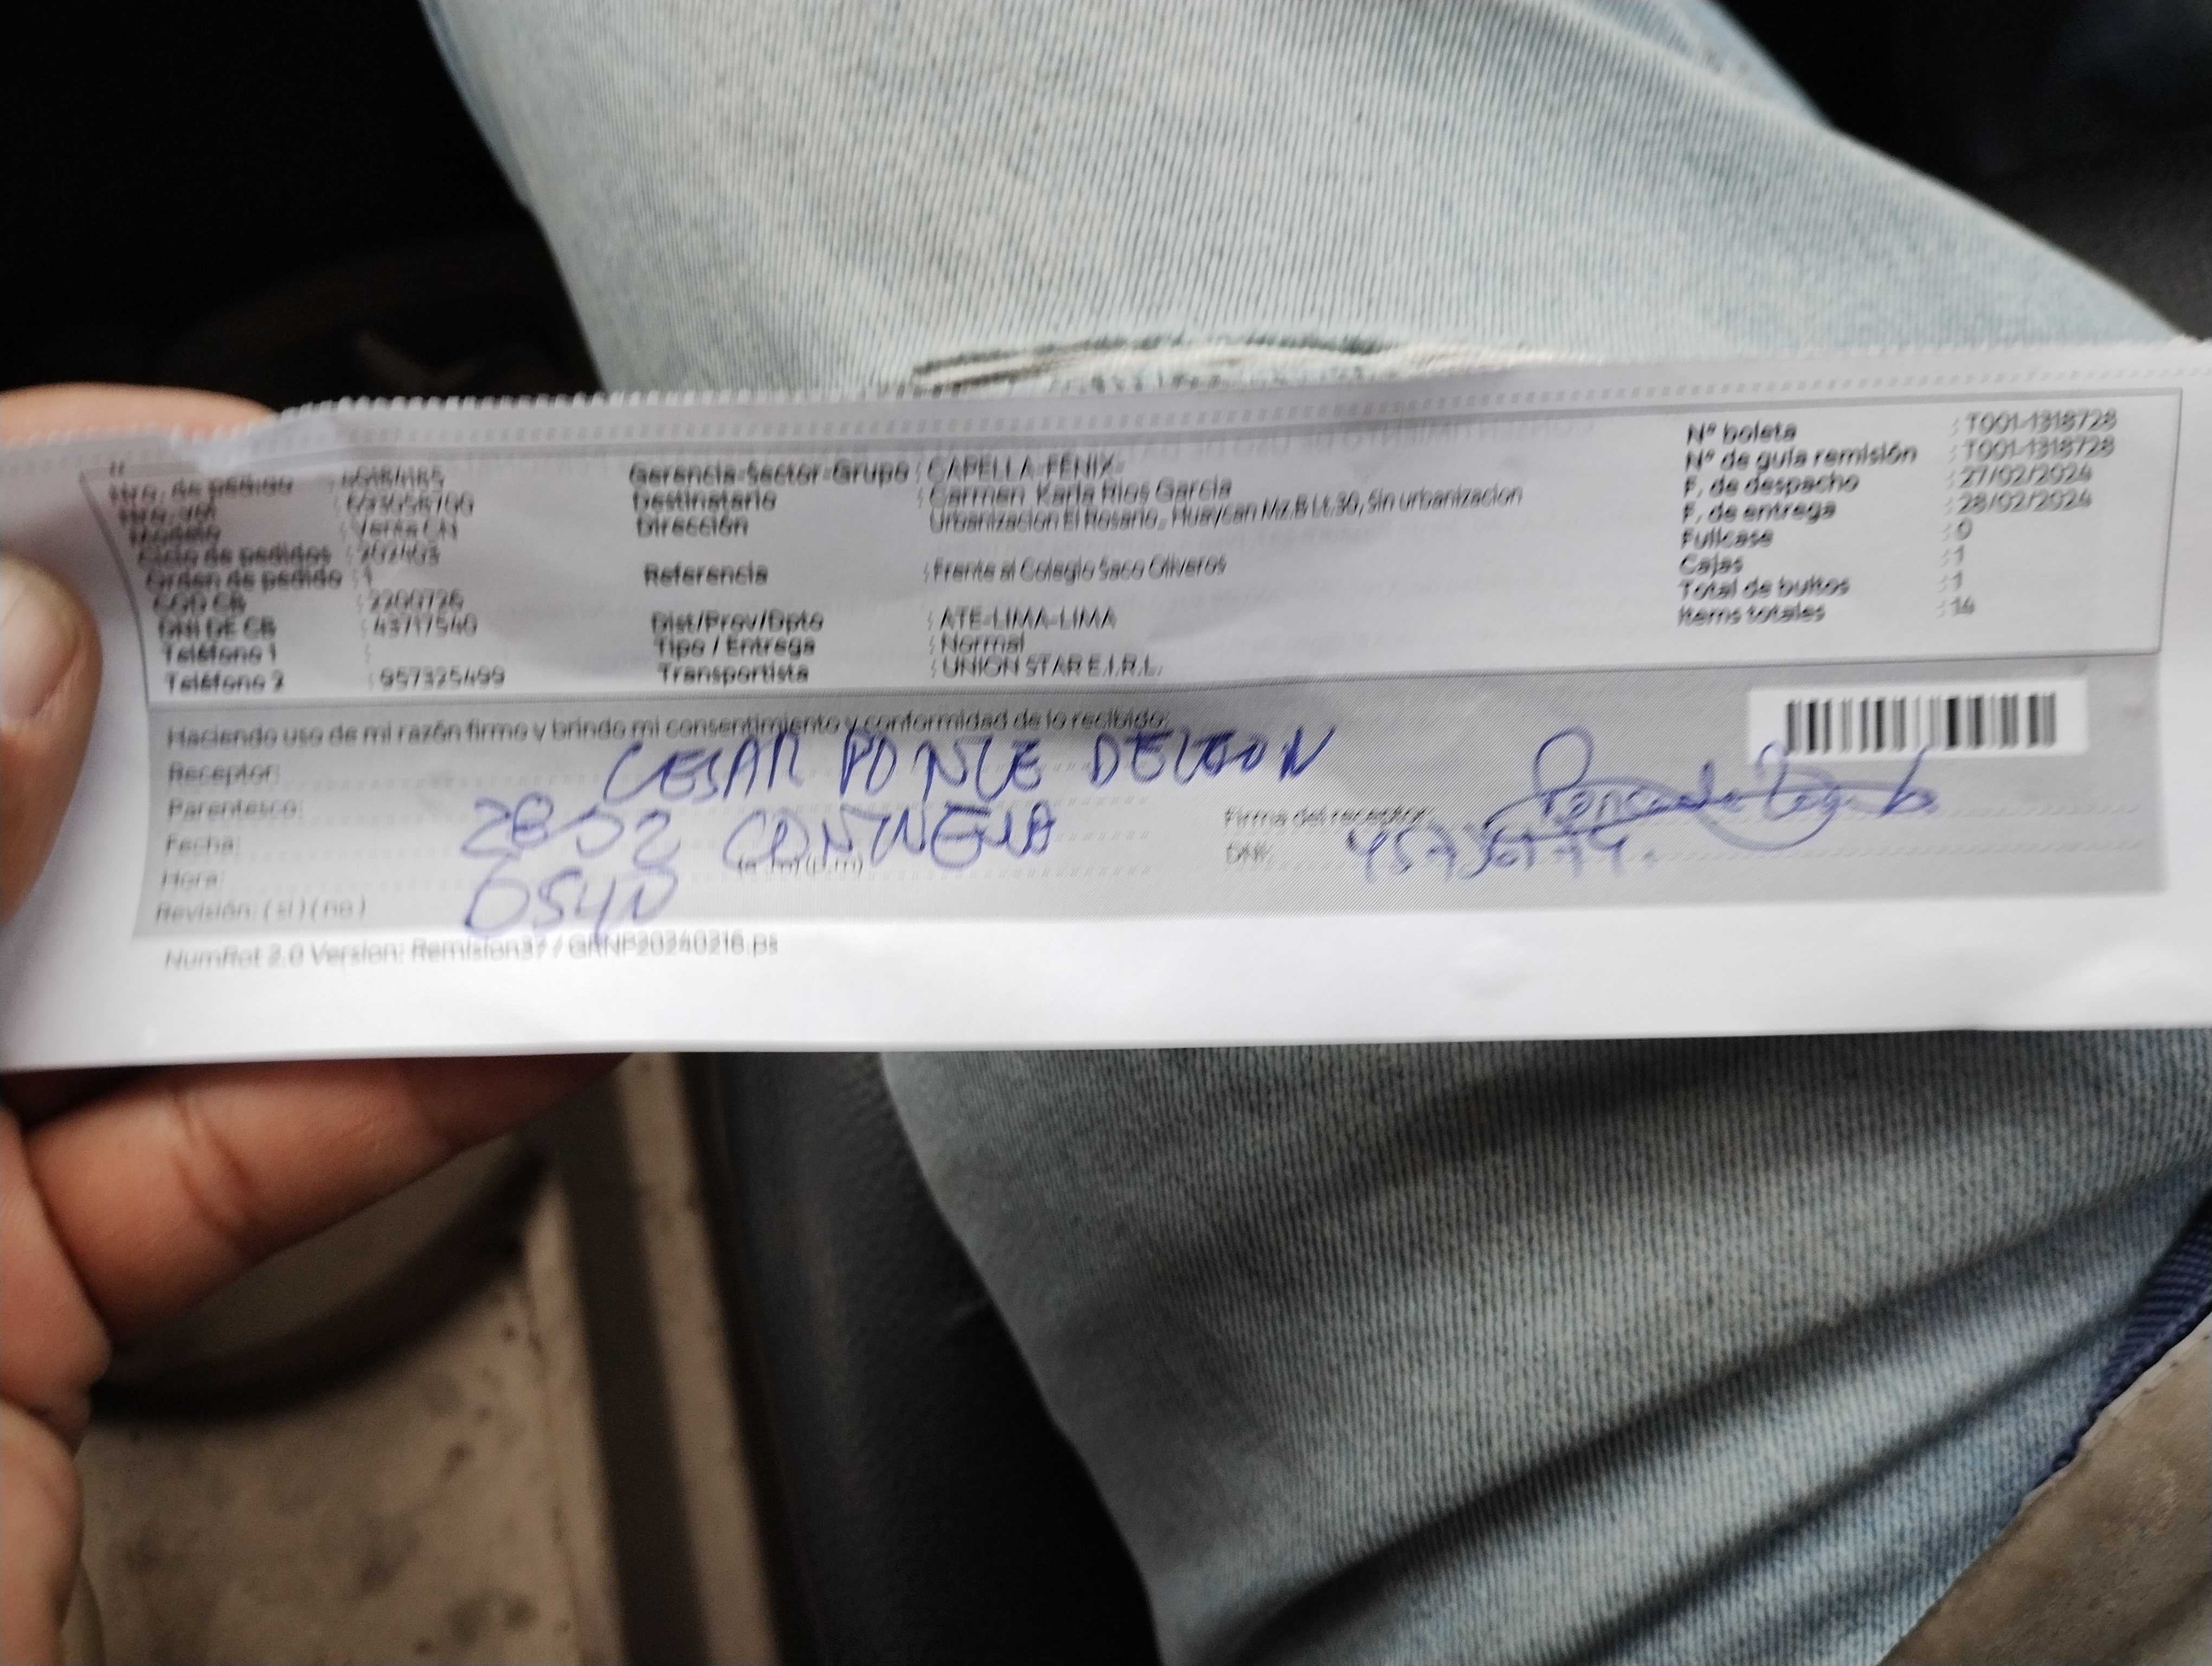 Nro. de pedido
Modelo : Venta CN
Ciclo de pedidos : 202403
Orden de pedido : 1
COD CB : 2200726
DNI DE CB : 43717540
Teléfono 1 :
Teléfono 2 : 957325499
Gerencia-Sector-Grupo : CAPELLA-FENIX-
Destinatario : Carmen Karla Rios Garcia
Dirección : Urbanizacion El Rosario, Huaycan Mz.B Lt.30, Sin urbanizacion
Referencia : Frente al Colegio Saco Oliveros
Dist/Prov/Dpto : ATE-LIMA-LIMA
Tipo / Entrega : Normal
Transportista : UNION STAR E.I.R.L.
Nº boleta : T001-1318728
Nº de guía remisión : T001-1318728
F. de despacho : 27/02/2024
F. de entrega : 28/02/2024
Fullcase : 0
Cajas : 1
Total de bultos : 1
Items totales : 14
Haciendo uso de mi razón firmo y brindo mi consentimiento y conformidad de lo recibido:
Receptor: CESAR PONCE DELEON
Parentesco:
Fecha: 2802
Hora: (a.m) (p.m)
Revisión: ( si ) ( no )
Firma del receptor:
DNI:
NumRot 2.0 Version: Remision37 / GRNP20240216.ps